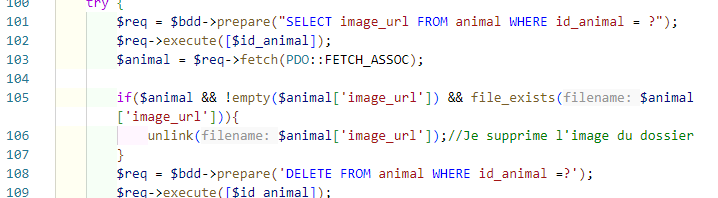 100 try {
101 $req = $bdd->prepare("SELECT image_url FROM animal WHERE id_animal = ?");
102 $req->execute([$id_animal]);
103 $animal = $req->fetch(PDO::FETCH_ASSOC);
104
105 if($animal && !empty($animal['image_url']) && file_exists(filename: $animal
['image_url'])){
106 unlink(filename: $animal['image_url']);//Je supprime l'image du dossier
107 }
108 $req = $bdd->prepare('DELETE FROM animal WHERE id_animal =?');
109 $req->execute([$id_animal]);